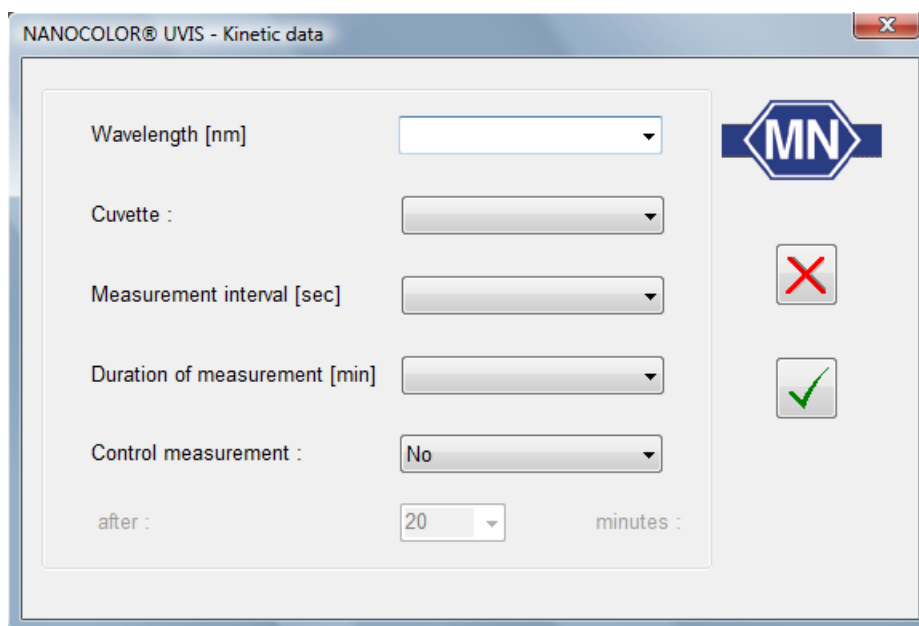 NANOCOLOR® UVIS - Kinetic data
Wavelength [nm]
MN
Cuvette :
Measurement interval [sec]
Duration of measurement [min]
Control measurement : No
after : 20 minutes :